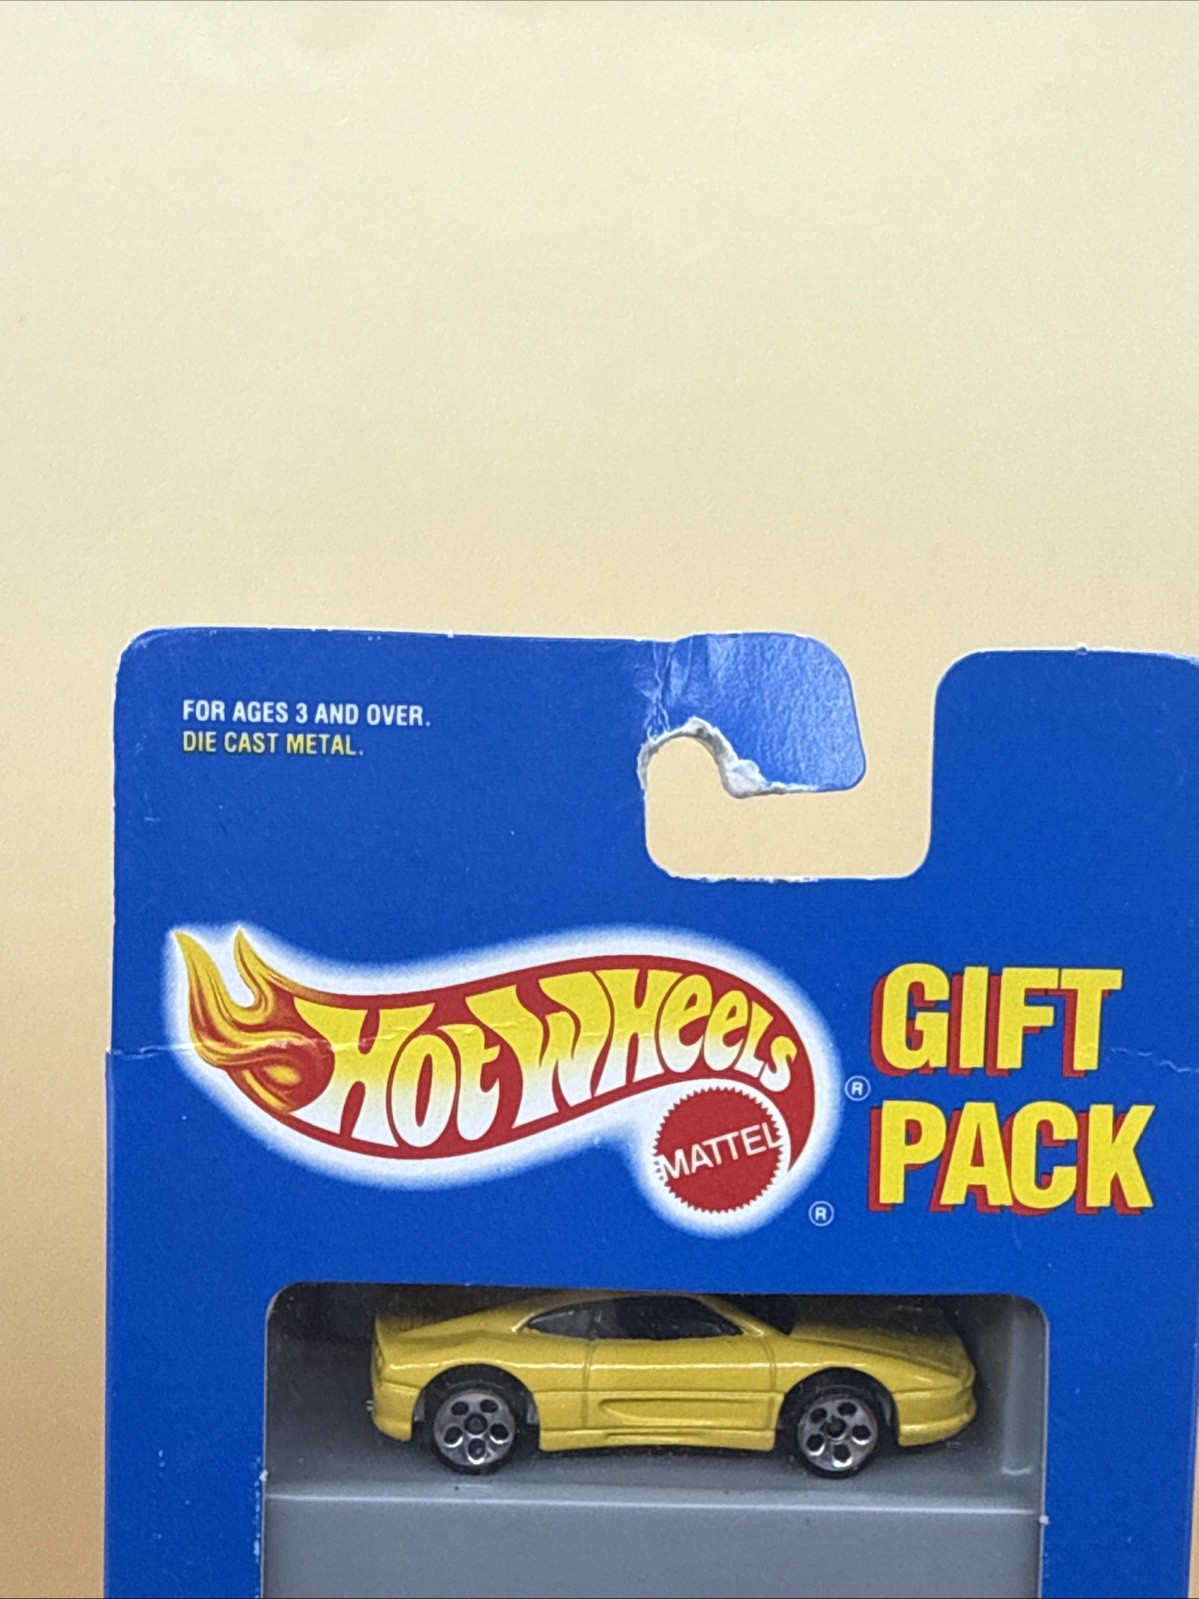 FOR AGES 3 AND OVER.
DIE CAST METAL.
HOT WHEELS ®
MATTEL ®
GIFT
PACK